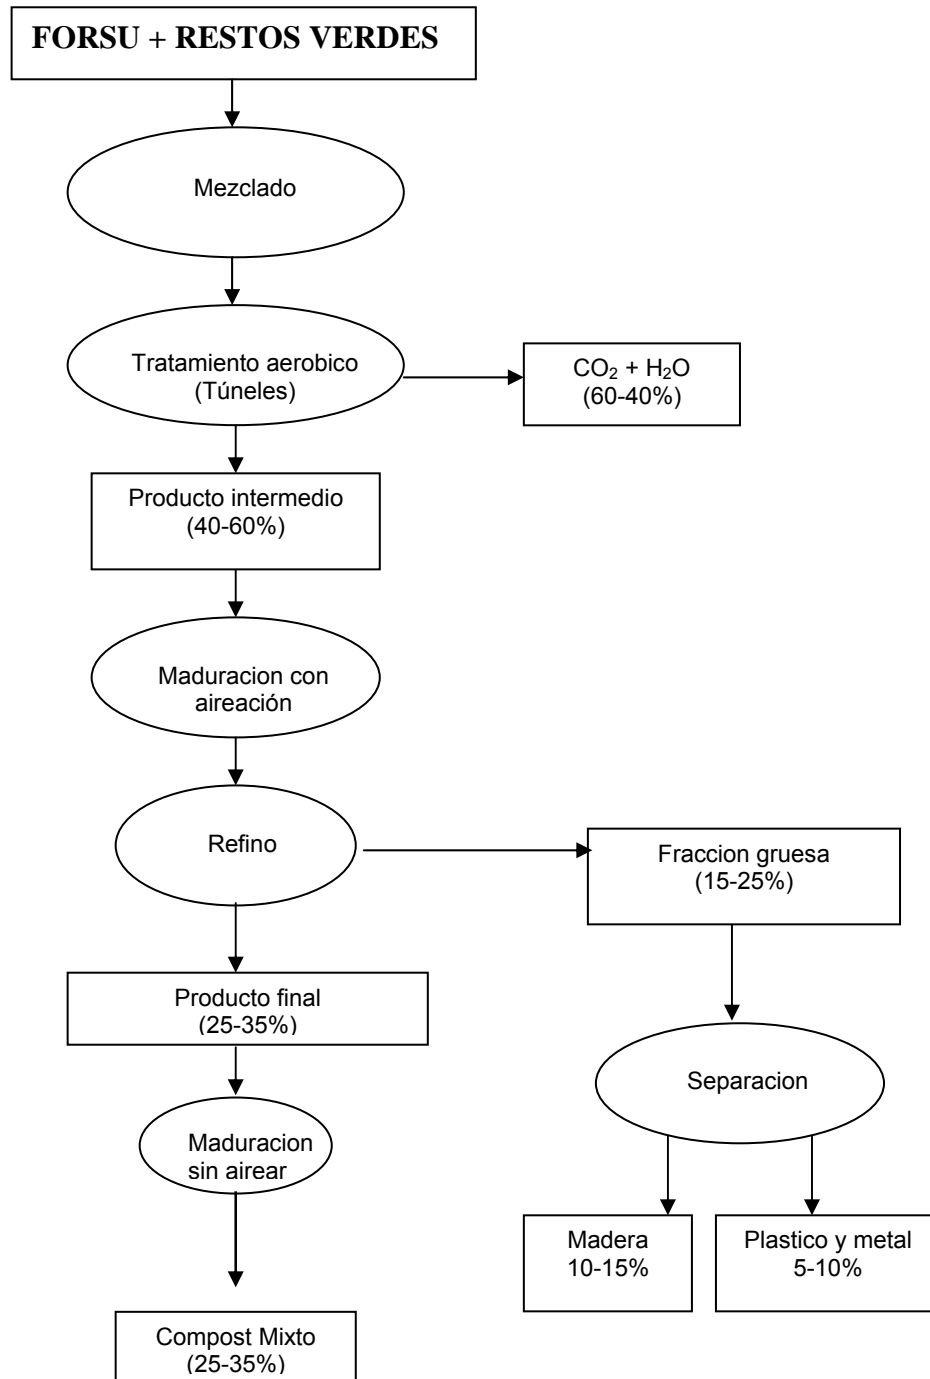 FORSU + RESTOS VERDES
Mezclado
Tratamiento aerobico
(Túneles)
CO₂ + H₂O
(60-40%)
Producto intermedio
(40-60%)
Maduracion con
aireación
Refino
Fraccion gruesa
(15-25%)
Producto final
(25-35%)
Separacion
Maduracion
sin airear
Madera
10-15%
Plastico y metal
5-10%
Compost Mixto
(25-35%)